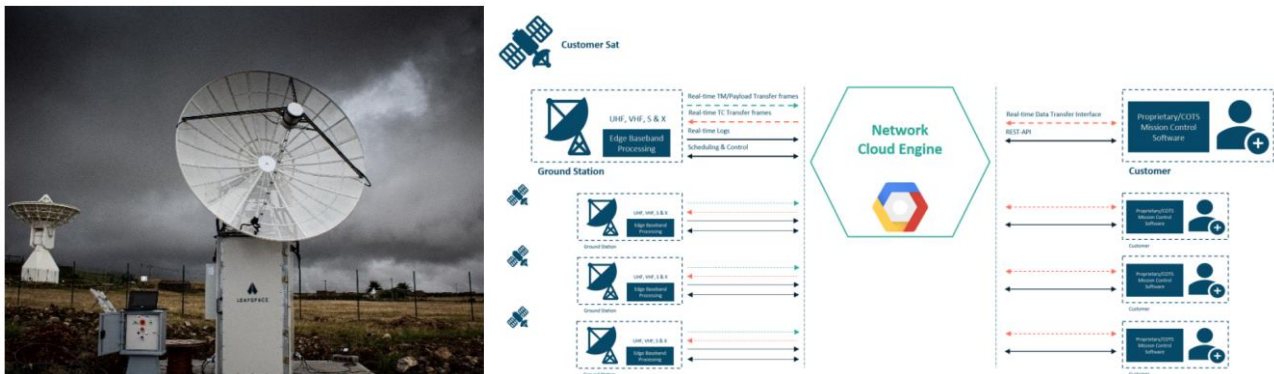 LEAFSPACE
Customer Sat
UHF, VHF, S & X
Edge Baseband
Processing
Ground Station
Real-time TM/Payload Transfer frames
Real-time TC Transfer frames
Real-time Logs
Scheduling & Control
Network
Cloud Engine
Real-time Data Transfer Interface
REST-API
Proprietary/COTS
Mission Control
Software
Customer
UHF, VHF, S & X
Edge Baseband
Processing
Ground Station
Proprietary/COTS
Mission Control
Software
Customer
UHF, VHF, S & X
Edge Baseband
Processing
Ground Station
Proprietary/COTS
Mission Control
Software
Customer
UHF, VHF, S & X
Edge Baseband
Processing
Proprietary/COTS
Mission Control
Software
Customer